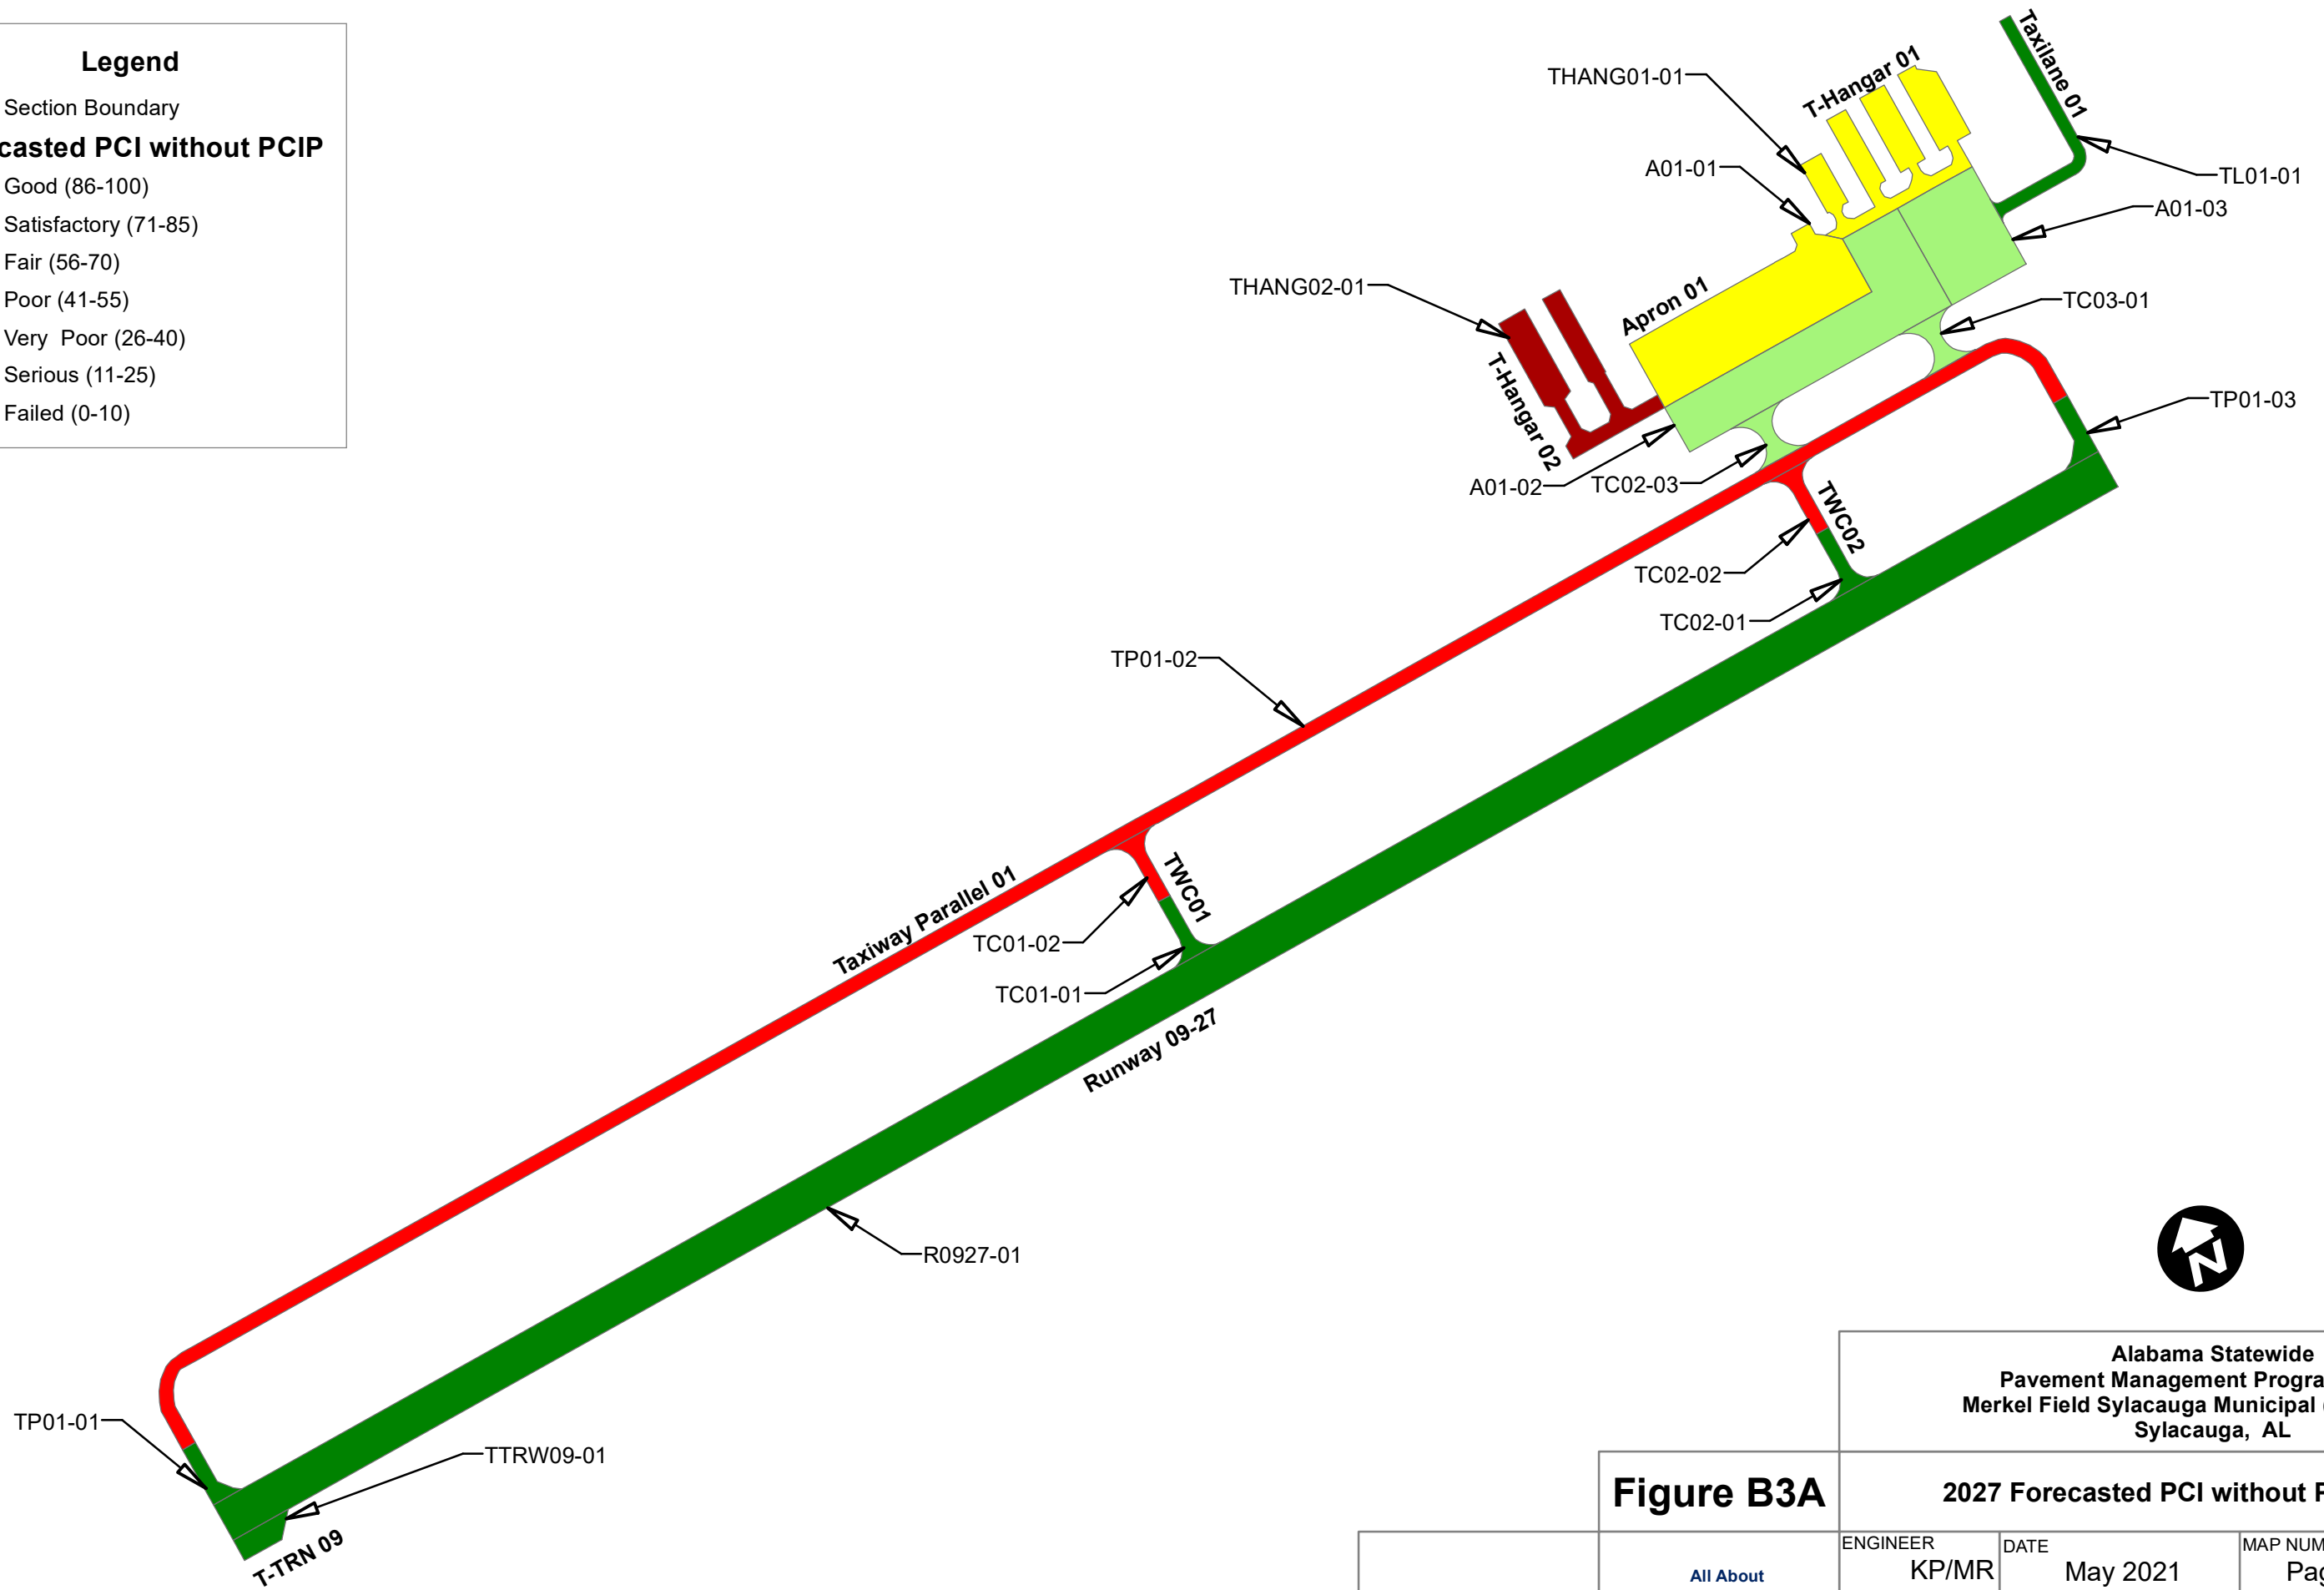 Legend
Section Boundary
casted PCI without PCIP
Good (86-100)
Satisfactory (71-85)
Fair (56-70)
Poor (41-55)
Very  Poor (26-40)
Serious (11-25)
Failed (0-10)
Taxilane 01
T-Hangar 01
THANG01-01
A01-01
TL01-01
A01-03
THANG02-01
Apron 01
TC03-01
T-Hangar 02
TP01-03
A01-02
TC02-03
TWC02
TC02-02
TC02-01
TP01-02
TWC01
Taxiway Parallel 01
TC01-02
TC01-01
Runway 09-27
R0927-01
TP01-01
TTRW09-01
T-TRN 09
N
Alabama Statewide
Pavement Management Progra
Merkel Field Sylacauga Municipal
Sylacauga,  AL
Figure B3A
2027 Forecasted PCI without P
All About
ENGINEER
KP/MR
DATE
May 2021
MAP NUM
Pag